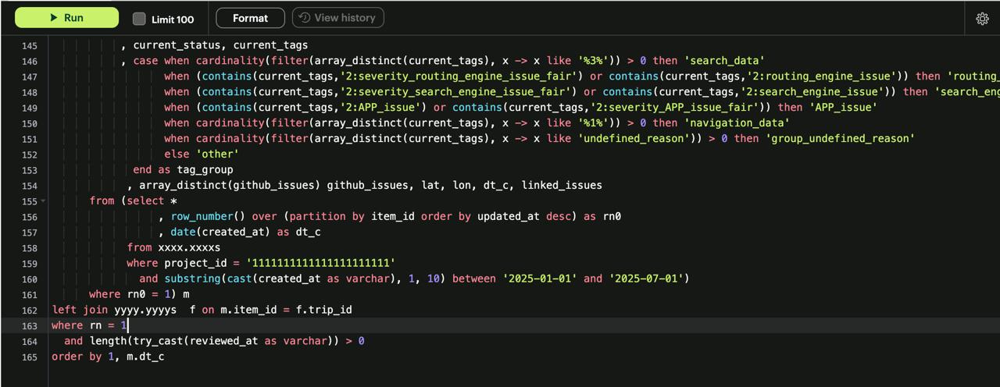 Run Limit 100 Format View history
145 , current_status, current_tags
146 , case when cardinality(filter(array_distinct(current_tags), x -> x like '%3%')) > 0 then 'search_data'
147 when (contains(current_tags,'2:severity_routing_engine_issue_fair') or contains(current_tags,'2:routing_engine_issue')) then 'routing_
148 when (contains(current_tags,'2:severity_search_engine_issue_fair') or contains(current_tags,'2:search_engine_issue')) then 'search_eng
149 when (contains(current_tags,'2:APP_issue') or contains(current_tags,'2:severity_APP_issue_fair')) then 'APP_issue'
150 when cardinality(filter(array_distinct(current_tags), x -> x like '%1%')) > 0 then 'navigation_data'
151 when cardinality(filter(array_distinct(current_tags), x -> x like 'undefined_reason')) > 0 then 'group_undefined_reason'
152 else 'other'
153 end as tag_group
154 , array_distinct(github_issues) github_issues, lat, lon, dt_c, linked_issues
155 from (select *
156 , row_number() over (partition by item_id order by updated_at desc) as rn0
157 , date(created_at) as dt_c
158 from xxxx.xxxxs
159 where project_id = '1111111111111111111111'
160 and substring(cast(created_at as varchar), 1, 10) between '2025-01-01' and '2025-07-01')
161 where rn0 = 1) m
162 left join yyyy.yyyys f on m.item_id = f.trip_id
163 where rn = 1
164 and length(try_cast(reviewed_at as varchar)) > 0
165 order by 1, m.dt_c